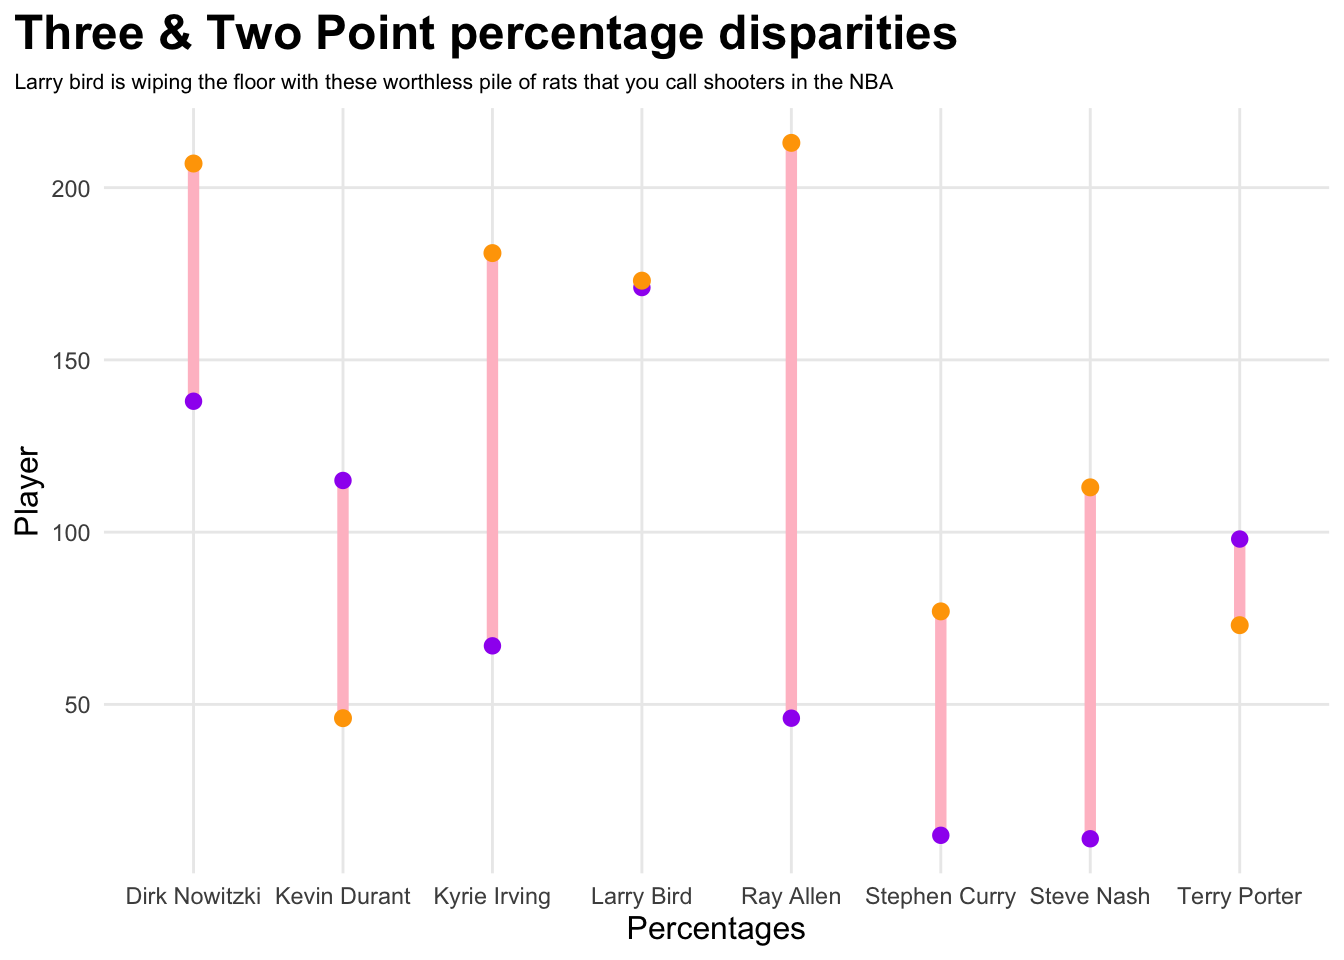 Three & Two Point percentage disparities
Larry bird is wiping the floor with these worthless pile of rats that you call shooters in the NBA
Player
200
150
100
50
Dirk Nowitzki Kevin Durant Kyrie Irving Larry Bird Ray Allen Stephen Curry Steve Nash Terry Porter
Percentages